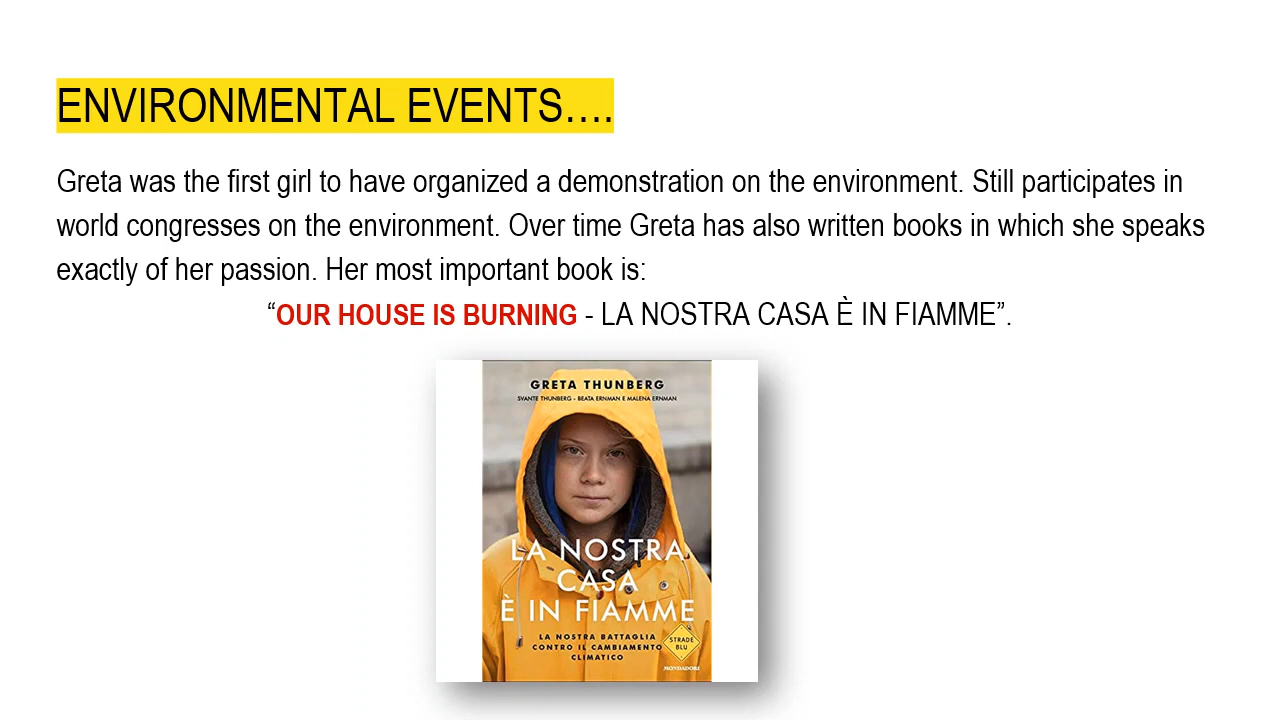 ENVIRONMENTAL EVENTS….
Greta was the first girl to have organized a demonstration on the environment. Still participates in
world congresses on the environment. Over time Greta has also written books in which she speaks
exactly of her passion. Her most important book is:
“OUR HOUSE IS BURNING - LA NOSTRA CASA È IN FIAMME”.
GRETA THUNBERG
SVANTE THUNBERG - BEATA ERNMAN E MALENA ERNMAN
LA NOSTRA
CASA
È IN FIAMME
LA NOSTRA BATTAGLIA
CONTRO IL CAMBIAMENTO
CLIMATICO
STRADE
BLU
MONDADORI